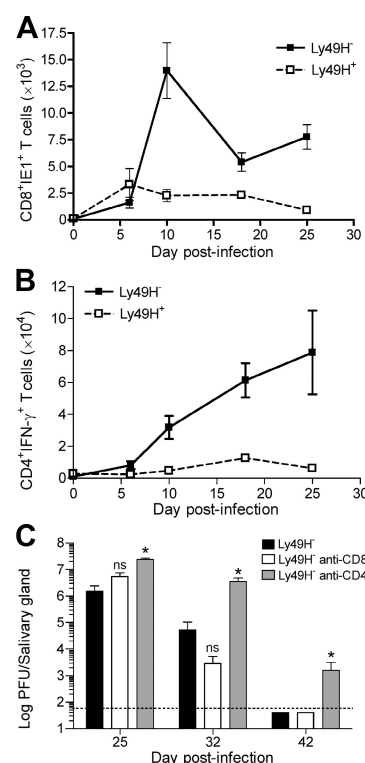 A
17.5
15.0
12.5
10.0
7.5
5.0
2.5
0
CD8⁺IE1⁺ T cells (×10³)
Ly49H⁻
Ly49H⁺
0 5 10 15 20 25 30
Day post-infection
B
12
10
8
6
4
2
0
CD4⁺IFN-γ⁺ Tcells (×10⁴)
Ly49H⁻
Ly49H⁺
0 5 10 15 20 25 30
Day post-infection
C
8
7
6
5
4
3
2
1
Log PFU/Salivary gland
Ly49H⁻
Ly49H⁻ anti-CD8
Ly49H⁻ anti-CD4
ns * ns * *
25 32 42
Day post-infection